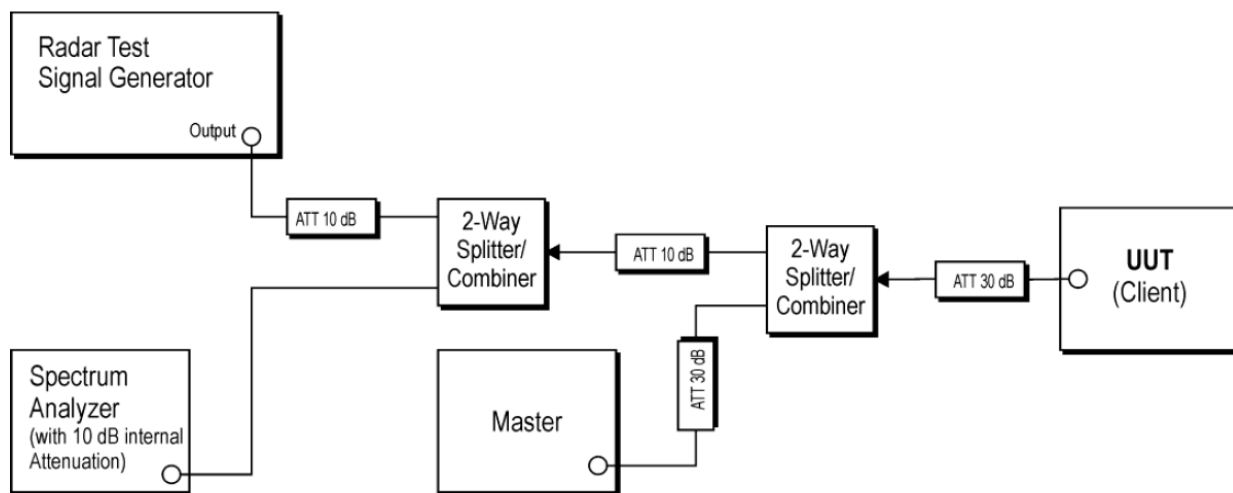 Radar Test
Signal Generator
Output
ATT 10 dB
2-Way
Splitter/
Combiner
ATT 10 dB
2-Way
Splitter/
Combiner
ATT 30 dB
UUT
(Client)
Spectrum
Analyzer
(with 10 dB internal
Attenuation)
Master
ATT 30 dB